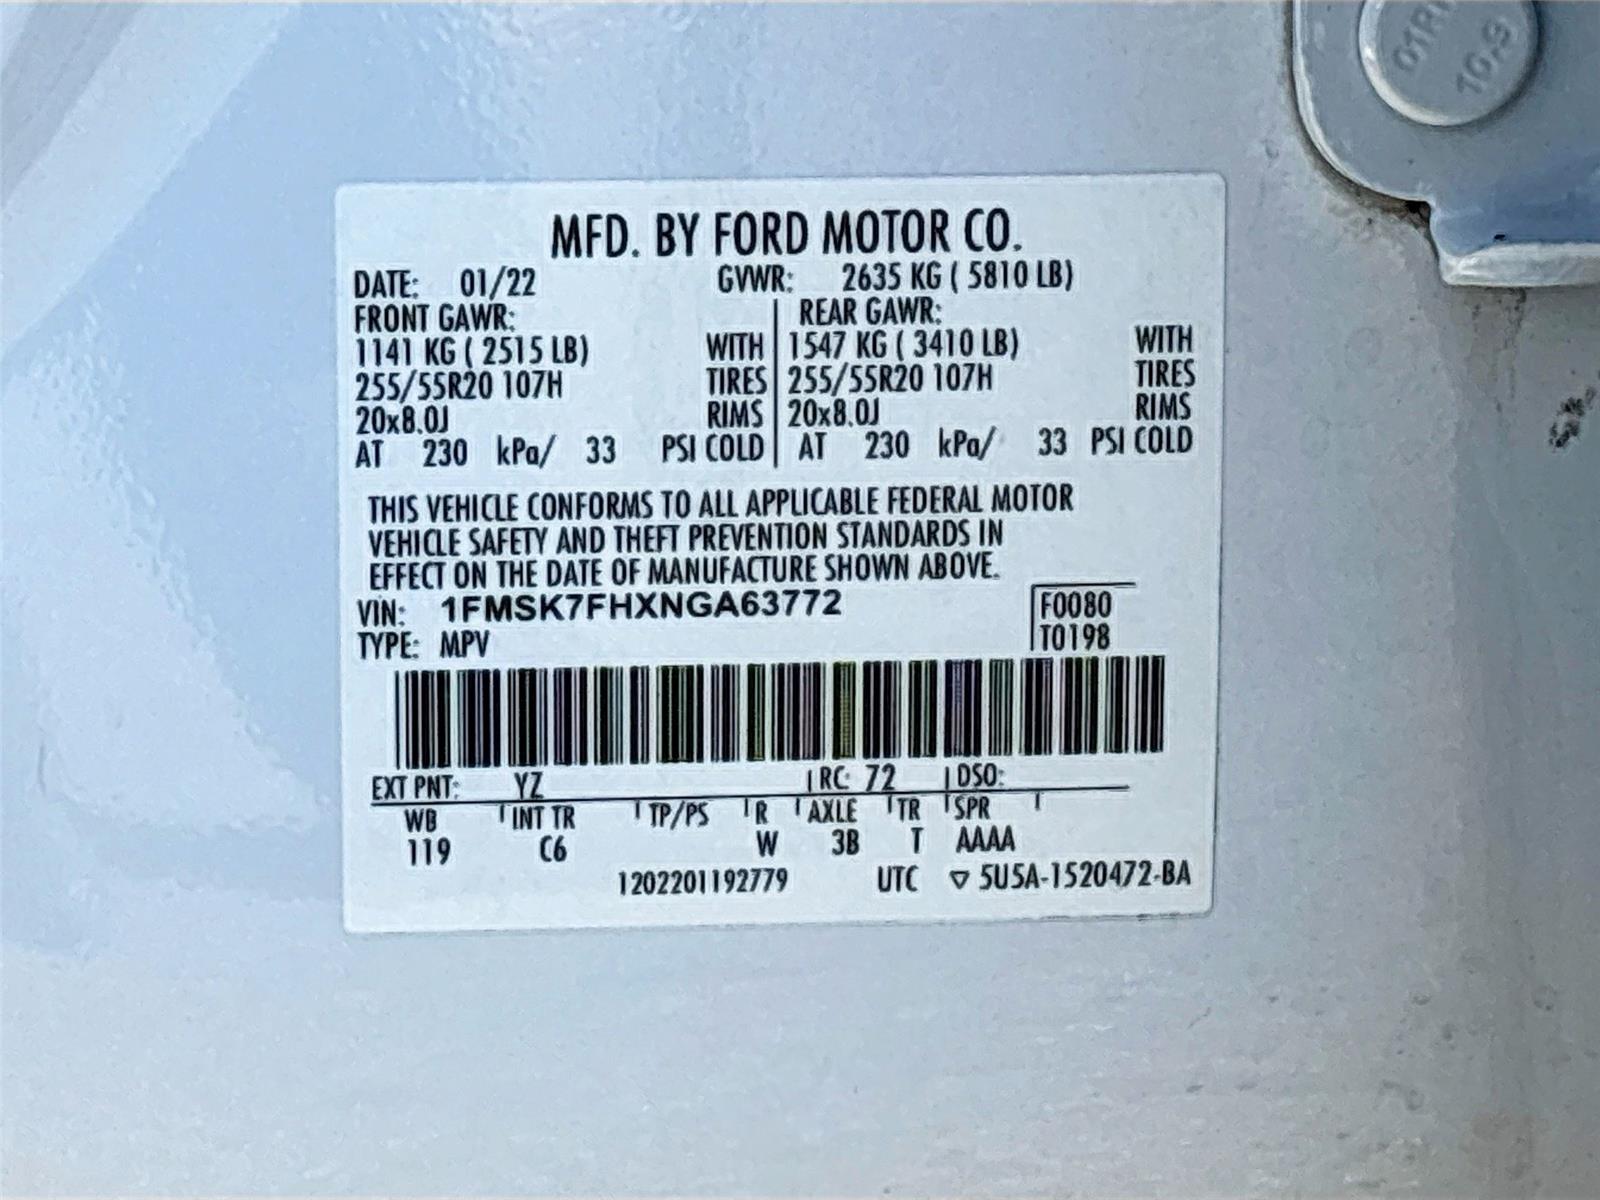 01R
10.9
MFD. BY FORD MOTOR CO.
DATE: 01/22 GVWR: 2635 KG ( 5810 LB)
FRONT GAWR: REAR GAWR:
1141 KG ( 2515 LB) WITH 1547 KG ( 3410 LB) WITH
255/55R20 107H TIRES 255/55R20 107H TIRES
20x8.0J RIMS 20x8.0J RIMS
AT 230 kPa/ 33 PSI COLD AT 230 kPa/ 33 PSI COLD
THIS VEHICLE CONFORMS TO ALL APPLICABLE FEDERAL MOTOR
VEHICLE SAFETY AND THEFT PREVENTION STANDARDS IN
EFFECT ON THE DATE OF MANUFACTURE SHOWN ABOVE.
VIN: 1FMSK7FHXNGA63772 F0080
TYPE: MPV T0198
EXT PNT: YZ RC: 72 DSO:
WB INT TR TP/PS R AXLE TR SPR
119 C6 W 3B T AAAA
1202201192779 UTC ▽ 5U5A-1520472-BA